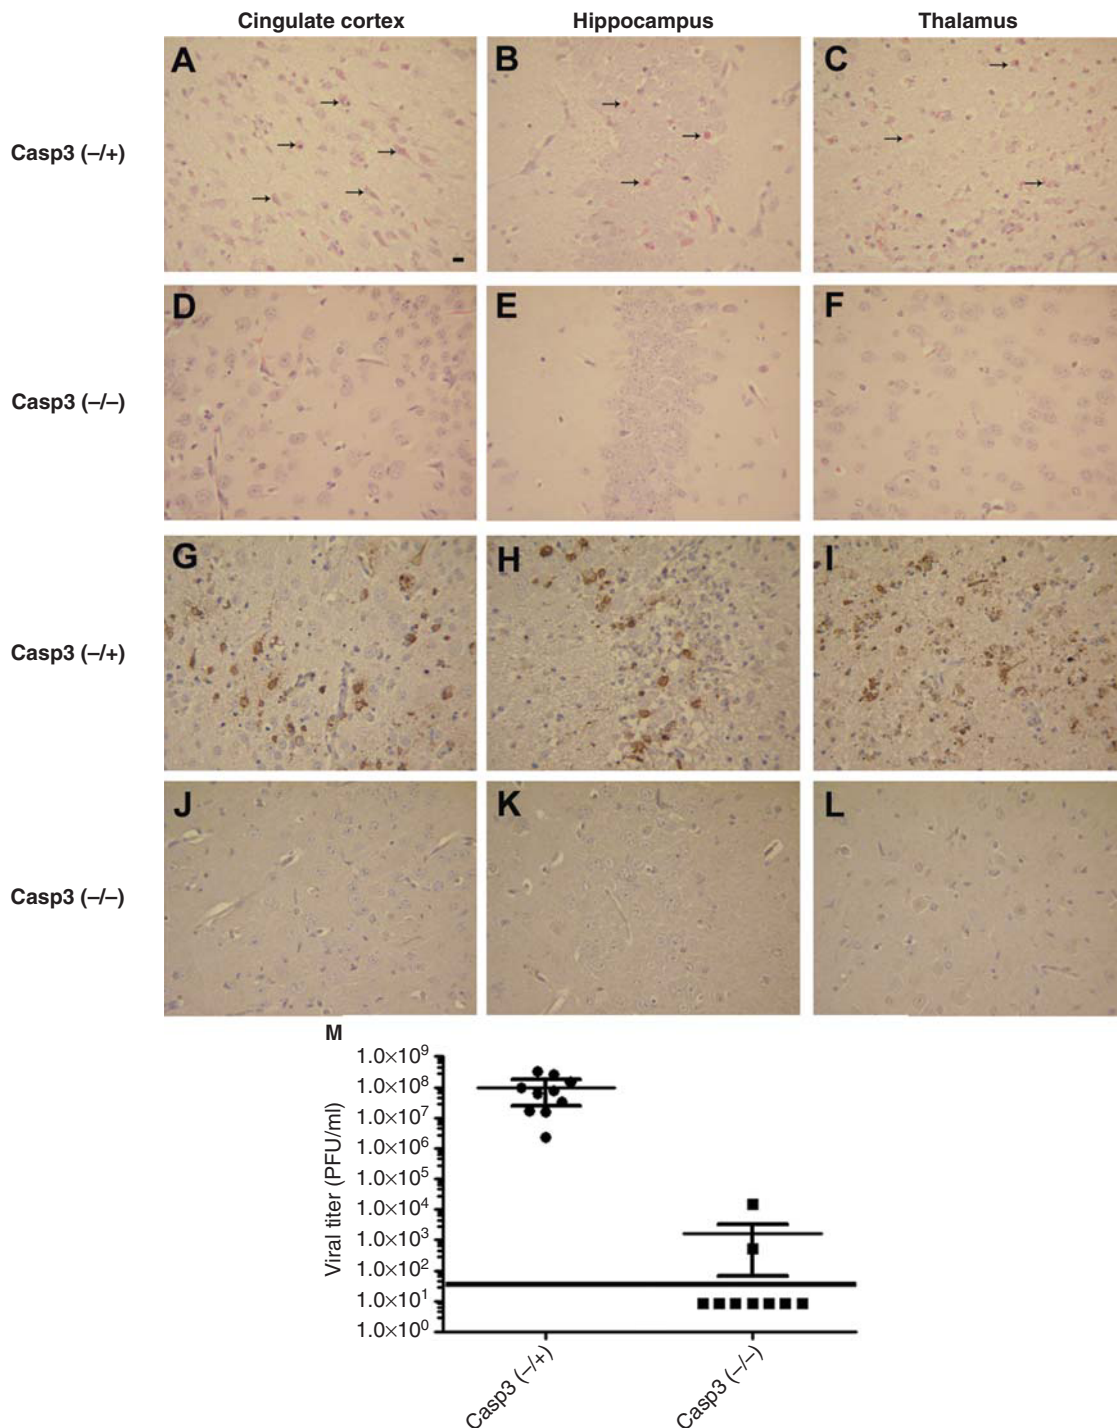 Cingulate cortex
Hippocampus
Thalamus
A
B
C
Casp3 (–/+)
D
E
F
Casp3 (–/–)
G
H
I
Casp3 (–/+)
J
K
L
Casp3 (–/–)
M
Viral titer (PFU/ml)
1.0×10⁹
1.0×10⁸
1.0×10⁷
1.0×10⁶
1.0×10⁵
1.0×10⁴
1.0×10³
1.0×10²
1.0×10¹
1.0×10⁰
Casp3 (–/+)
Casp3 (–/–)